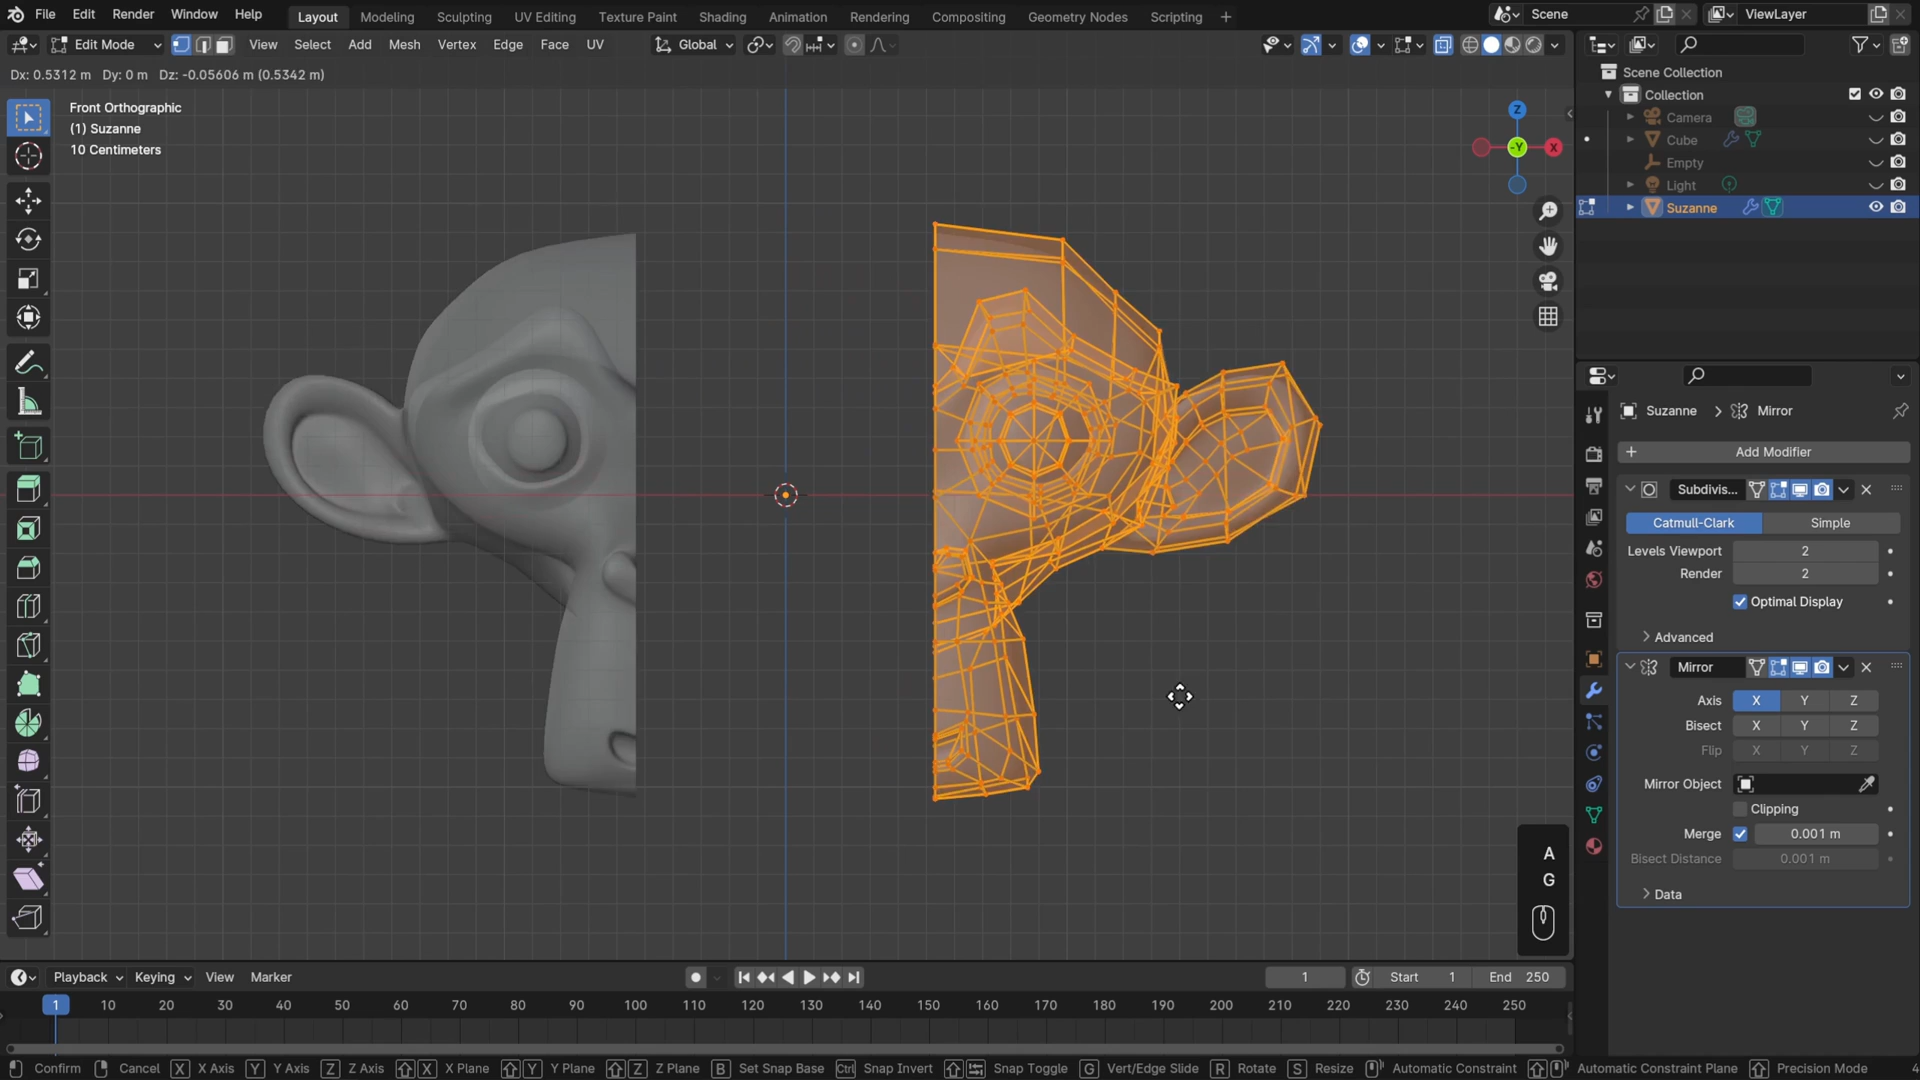 File Edit Render Window Help Layout Modeling Sculpting UV Editing Texture Paint Shading Animation Rendering Compositing Geometry Nodes Scripting + Scene ViewLayer
Edit Mode View Select Add Mesh Vertex Edge Face UV Global
Dx: 0.5312 m Dy: 0 m Dz: -0.05606 m (0.5342 m)
Front Orthographic
(1) Suzanne
10 Centimeters
Z
-Y
X
A
G
Scene Collection
Collection
Camera
Cube
Empty
Light
Suzanne
Suzanne > Mirror
+ Add Modifier
Subdivis...
Catmull-Clark Simple
Levels Viewport 2
Render 2
Optimal Display
Advanced
Mirror
Axis X Y Z
Bisect X Y Z
Flip X Y Z
Mirror Object
Clipping
Merge 0.001 m
Bisect Distance 0.001 m
Data
Playback Keying View Marker 1 Start 1 End 250
1 10 20 30 40 50 60 70 80 90 100 110 120 130 140 150 160 170 180 190 200 210 220 230 240 250
Confirm Cancel X X Axis Y Y Axis Z Z Axis X X Plane Y Y Plane Z Z Plane B Set Snap Base Ctrl Snap Invert Snap Toggle G Vert/Edge Slide R Rotate S Resize Automatic Constraint Automatic Constraint Plane Precision Mode 4